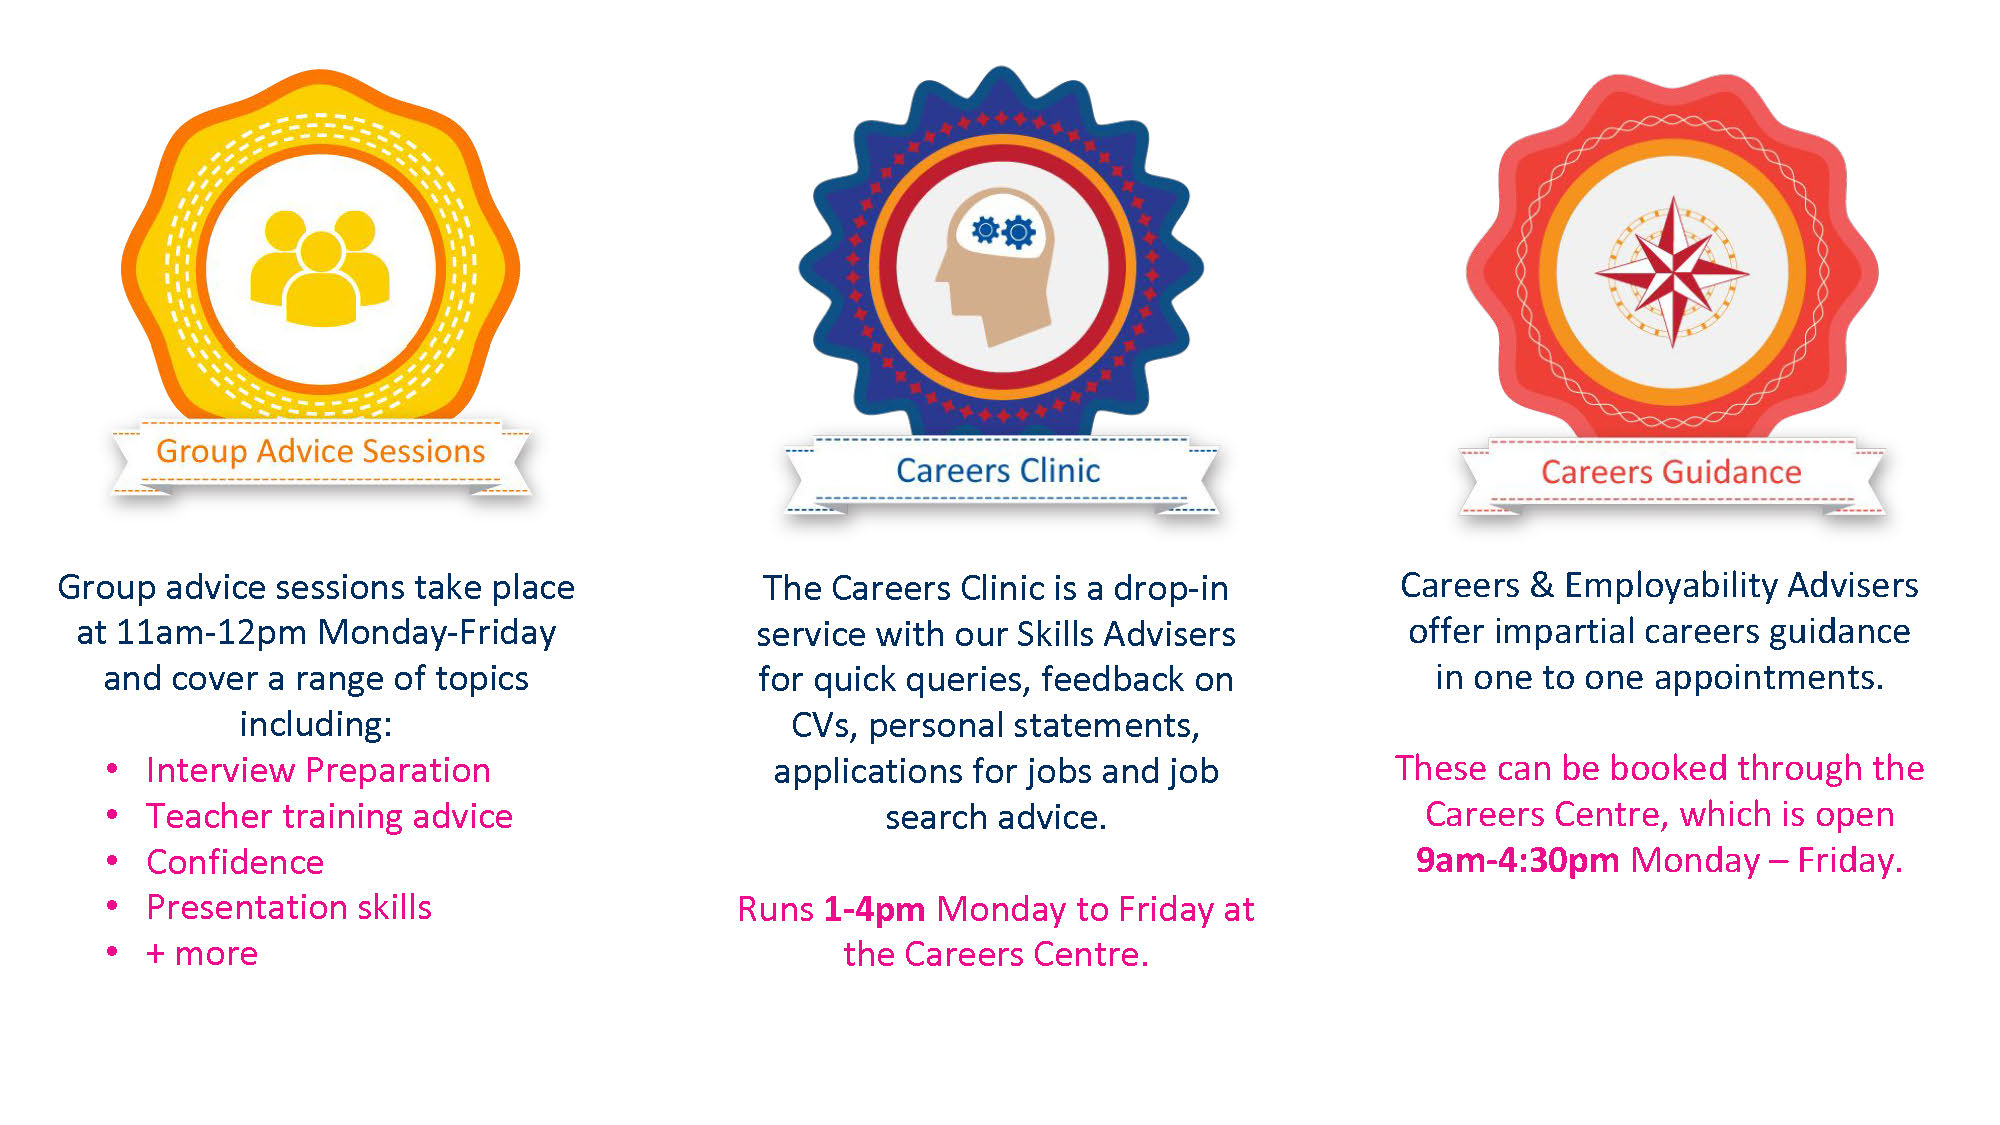 Group Advice Sessions
Group advice sessions take place
at 11am-12pm Monday-Friday
and cover a range of topics
including:
• Interview Preparation
• Teacher training advice
• Confidence
• Presentation skills
• + more
Careers Clinic
The Careers Clinic is a drop-in
service with our Skills Advisers
for quick queries, feedback on
CVs, personal statements,
applications for jobs and job
search advice.
Runs 1-4pm Monday to Friday at
the Careers Centre.
Careers Guidance
Careers & Employability Advisers
offer impartial careers guidance
in one to one appointments.
These can be booked through the
Careers Centre, which is open
9am-4:30pm Monday – Friday.